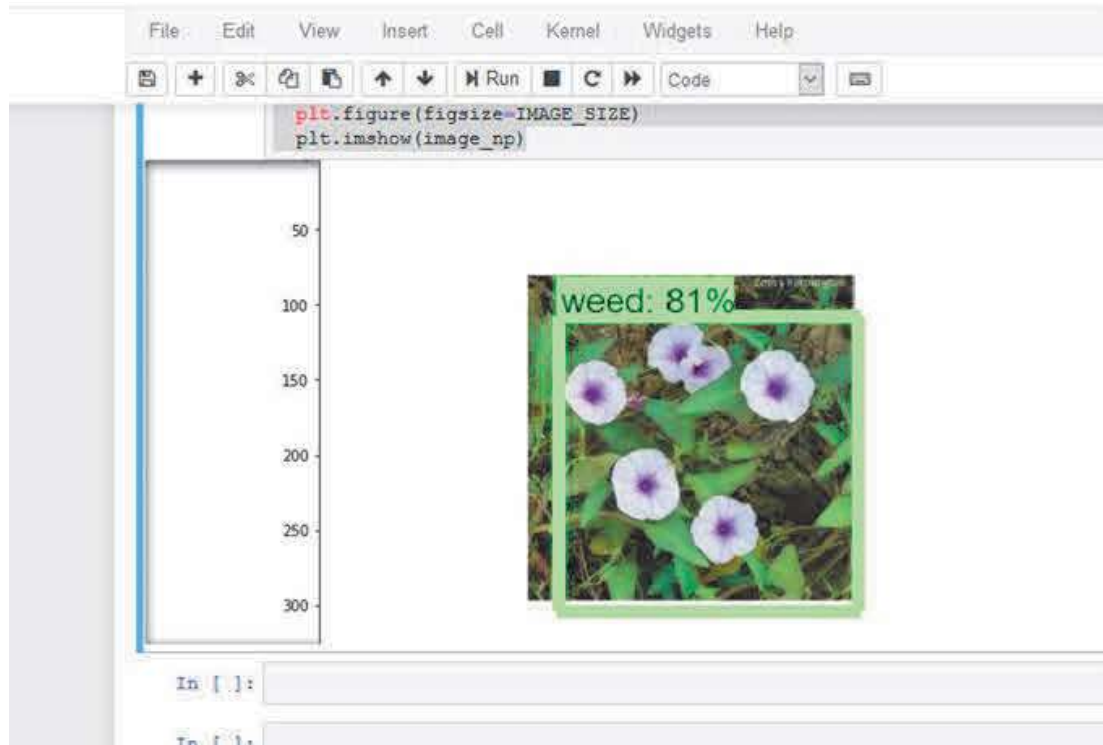 File Edit View Insert Cell Kernel Widgets Help
Run Code
plt.figure(figsize=IMAGE_SIZE)
plt.imshow(image_np)
50
100
150
200
250
300
weed: 81%
In [ ]:
In [ ]: